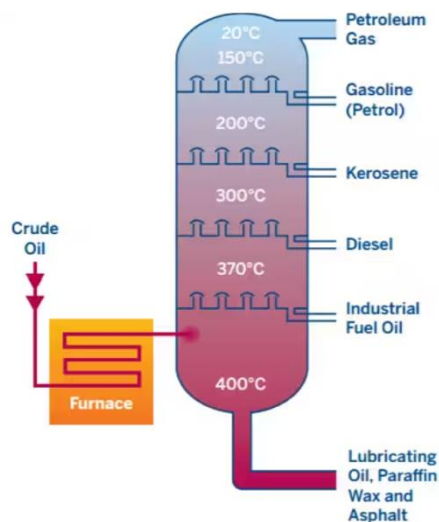 20°C
Petroleum
Gas
150°C
Gasoline
(Petrol)
200°C
Kerosene
300°C
Crude
Oil
Diesel
370°C
Industrial
Fuel Oil
400°C
Furnace
Lubricating
Oil, Paraffin
Wax and
Asphalt